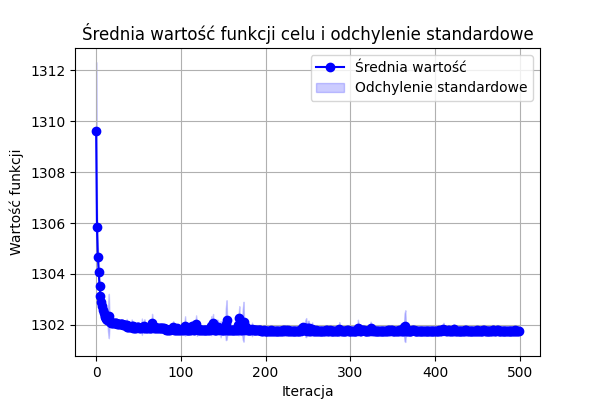 Średnia wartość funkcji celu i odchylenie standardowe
Średnia wartość
Odchylenie standardowe
Wartość funkcji
1312
1310
1308
1306
1304
1302
0 100 200 300 400 500
Iteracja